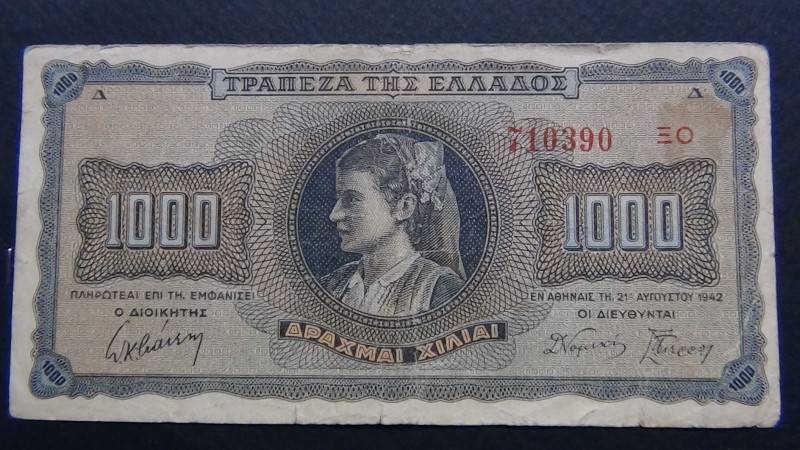 1000 ΤΡΑΠΕΖΑ ΤΗΣ ΕΛΛΑΔΟΣ 1000
Δ Δ
710390 ΞΟ
1000 1000
ΠΛΗΡΩΤΕΑΙ ΕΠΙ ΤΗ ΕΜΦΑΝΙΣΕΙ
Ο ΔΙΟΙΚΗΤΗΣ
ΕΝ ΑΘΗΝΑΙΣ ΤΗ. 21ῃ ΑΥΓΟΥΣΤΟΥ 1942
ΟΙ ΔΙΕΥΘΥΝΤΑΙ
ΔΡΑΧΜΑΙ ΧΙΛΙΑΙ
1000 1000